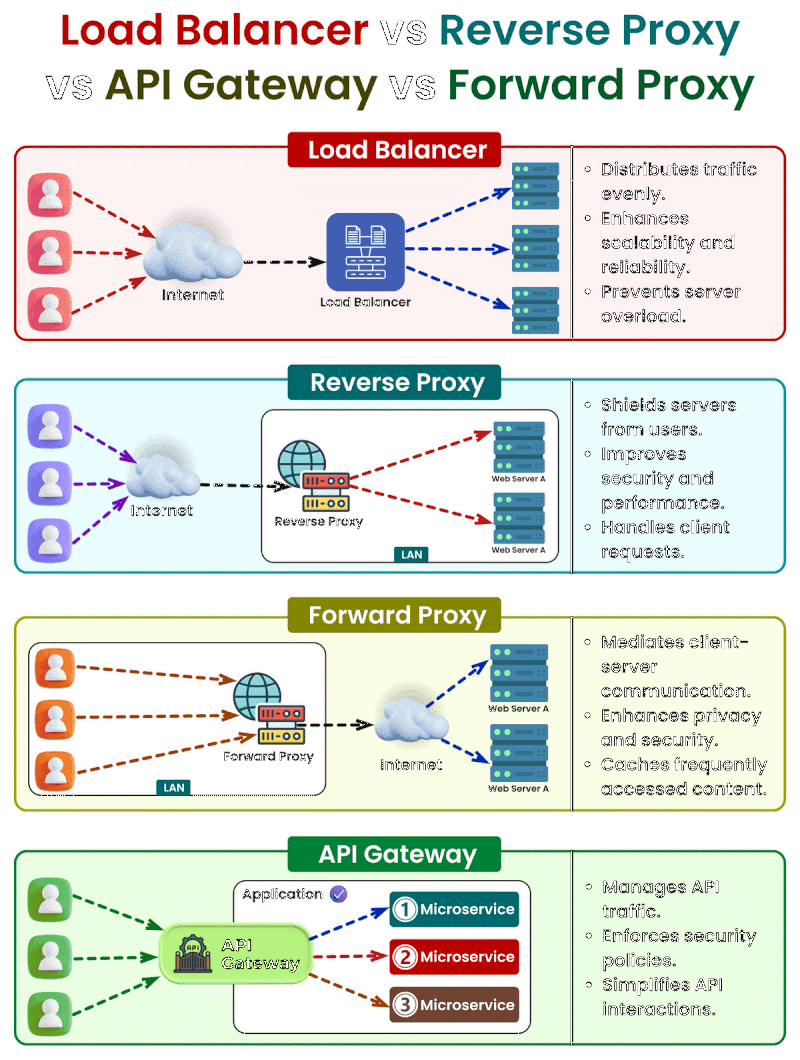 Load Balancer vs Reverse Proxy
vs API Gateway vs Forward Proxy
Load Balancer
Internet
Load Balancer
• Distributes traffic
evenly.
• Enhances
scalability and
reliability.
• Prevents server
overload.
Reverse Proxy
Internet
Reverse Proxy
Web Server A
Web Server A
LAN
• Shields servers
from users.
• Improves
security and
performance.
• Handles client
requests.
Forward Proxy
Forward Proxy
LAN
Internet
Web Server A
Web Server A
• Mediates client-
server
communication.
• Enhances privacy
and security.
• Caches frequently
accessed content.
API Gateway
Application
API
API
Gateway
1 Microservice
2 Microservice
3 Microservice
• Manages API
traffic.
• Enforces security
policies.
• Simplifies API
interactions.